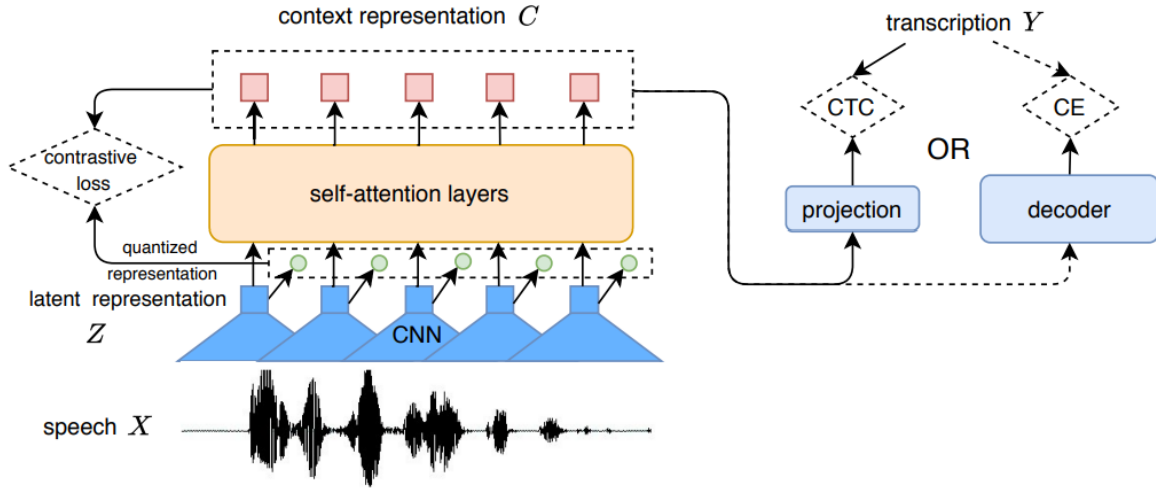 context representation C
transcription Y
CTC
CE
OR
contrastive
loss
self-attention layers
projection
decoder
quantized
representation
latent representation
Z
CNN
speech X